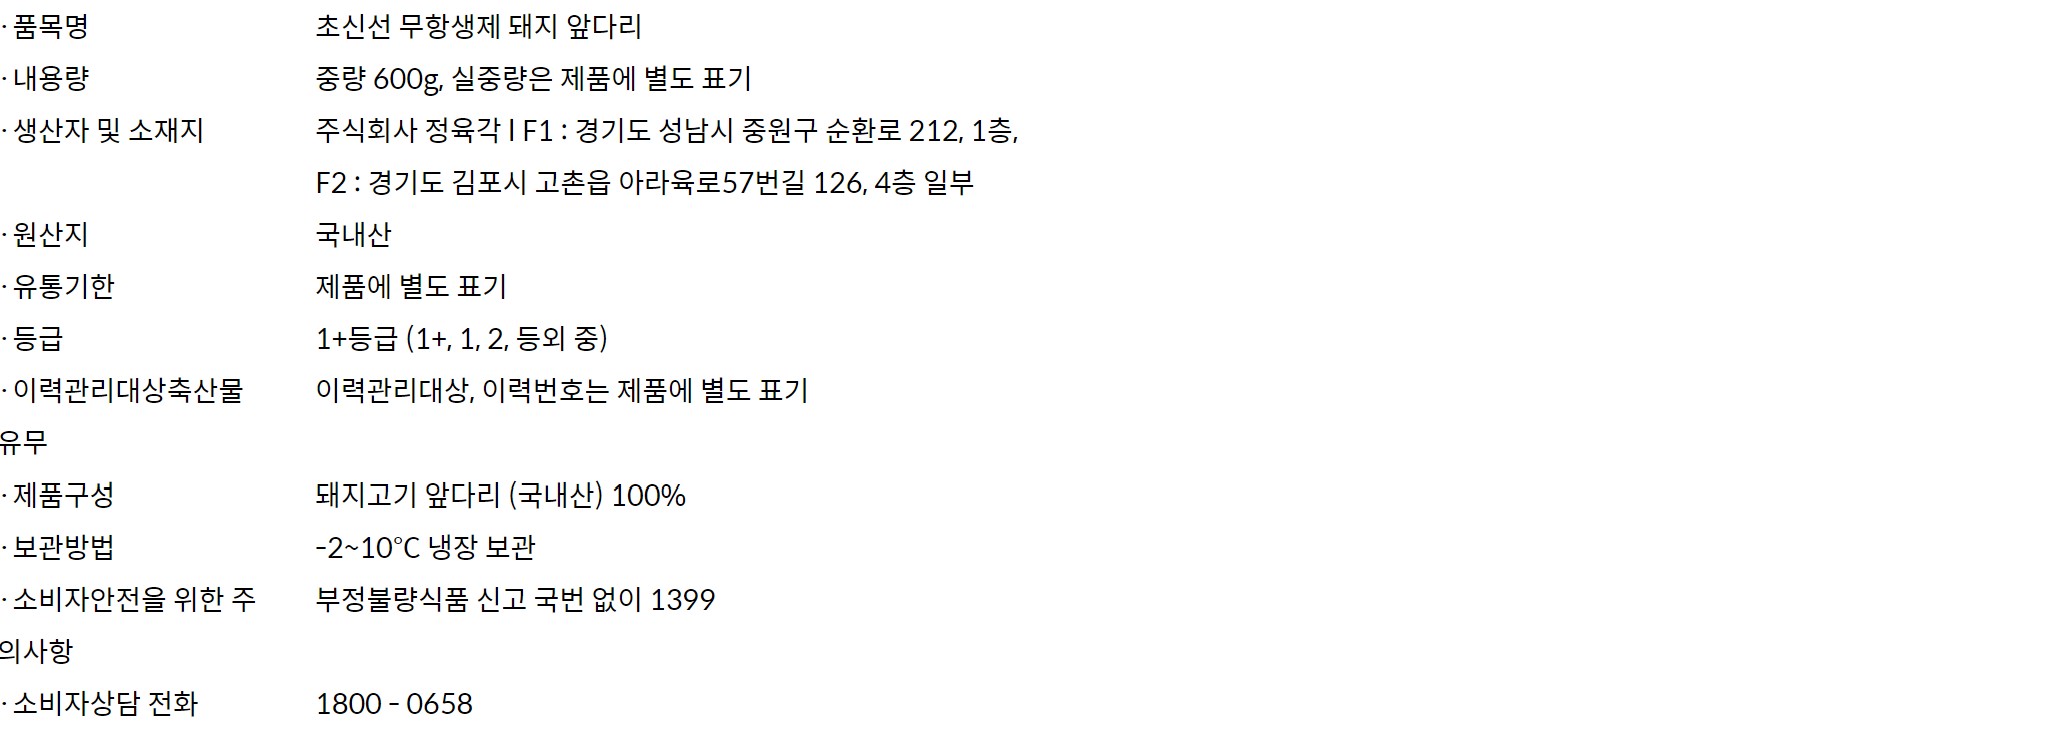 · 품목명 초신선 무항생제 돼지 앞다리
· 내용량 중량 600g, 실중량은 제품에 별도 표기
· 생산자 및 소재지 주식회사 정육각 l F1 : 경기도 성남시 중원구 순환로 212, 1층,
F2 : 경기도 김포시 고촌읍 아라육로57번길 126, 4층 일부
· 원산지 국내산
· 유통기한 제품에 별도 표기
· 등급 1+등급 (1+, 1, 2, 등외 중)
· 이력관리대상축산물 이력관리대상, 이력번호는 제품에 별도 표기
유무
· 제품구성 돼지고기 앞다리 (국내산) 100%
· 보관방법 -2~10°C 냉장 보관
· 소비자안전을 위한 주 부정불량식품 신고 국번 없이 1399
의사항
· 소비자상담 전화 1800 - 0658